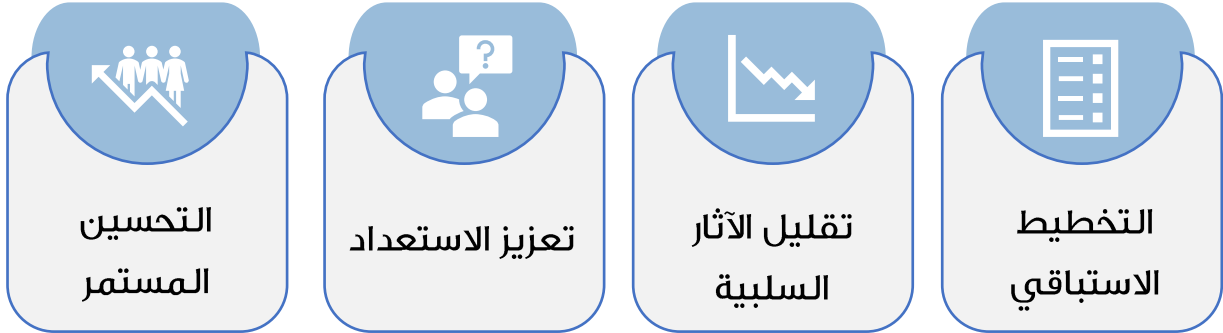 التخطيط
الاستباقي
تقليل الآثار
السلبية
تعزيز الاستعداد
التحسين
المستمر
?